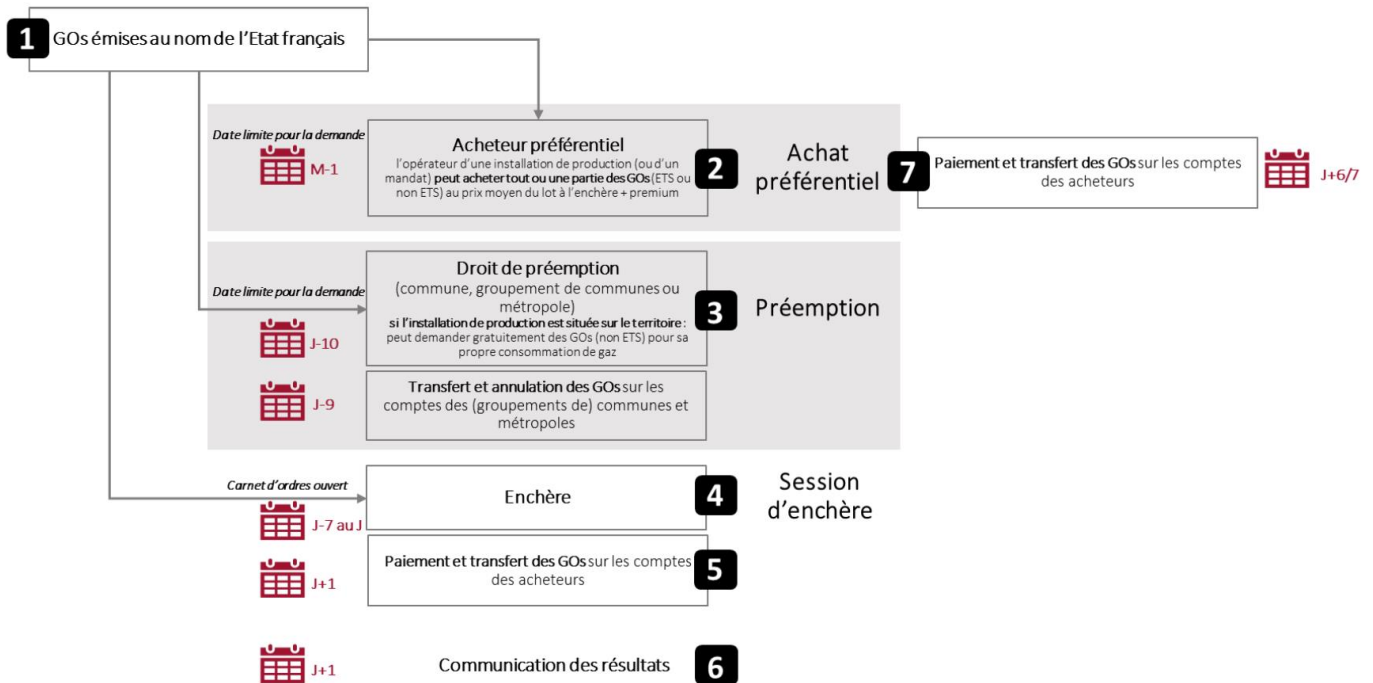 1 GOs émises au nom de l'Etat français
Date limite pour la demande
M-1
Acheteur préférentiel
l'opérateur d'une installation de production (ou d'un
mandat) peut acheter tout ou une partie des GOs (ETS ou
non ETS) au prix moyen du lot à l'enchère + premium
2
Achat
préférentiel
7
Paiement et transfert des GOs sur les comptes
des acheteurs
J+6/7
Date limite pour la demande
J-10
Droit de préemption
(commune, groupement de communes ou
métropole)
si l'installation de production est située sur le territoire :
peut demander gratuitement des GOs (non ETS) pour sa
propre consommation de gaz
3
Préemption
J-9
Transfert et annulation des GOs sur les
comptes des (groupements de) communes et
métropoles
Carnet d'ordres ouvert
J-7 au J
Enchère
4
Session
d'enchère
J+1
Paiement et transfert des GOs sur les comptes
des acheteurs
5
J+1
Communication des résultats
6